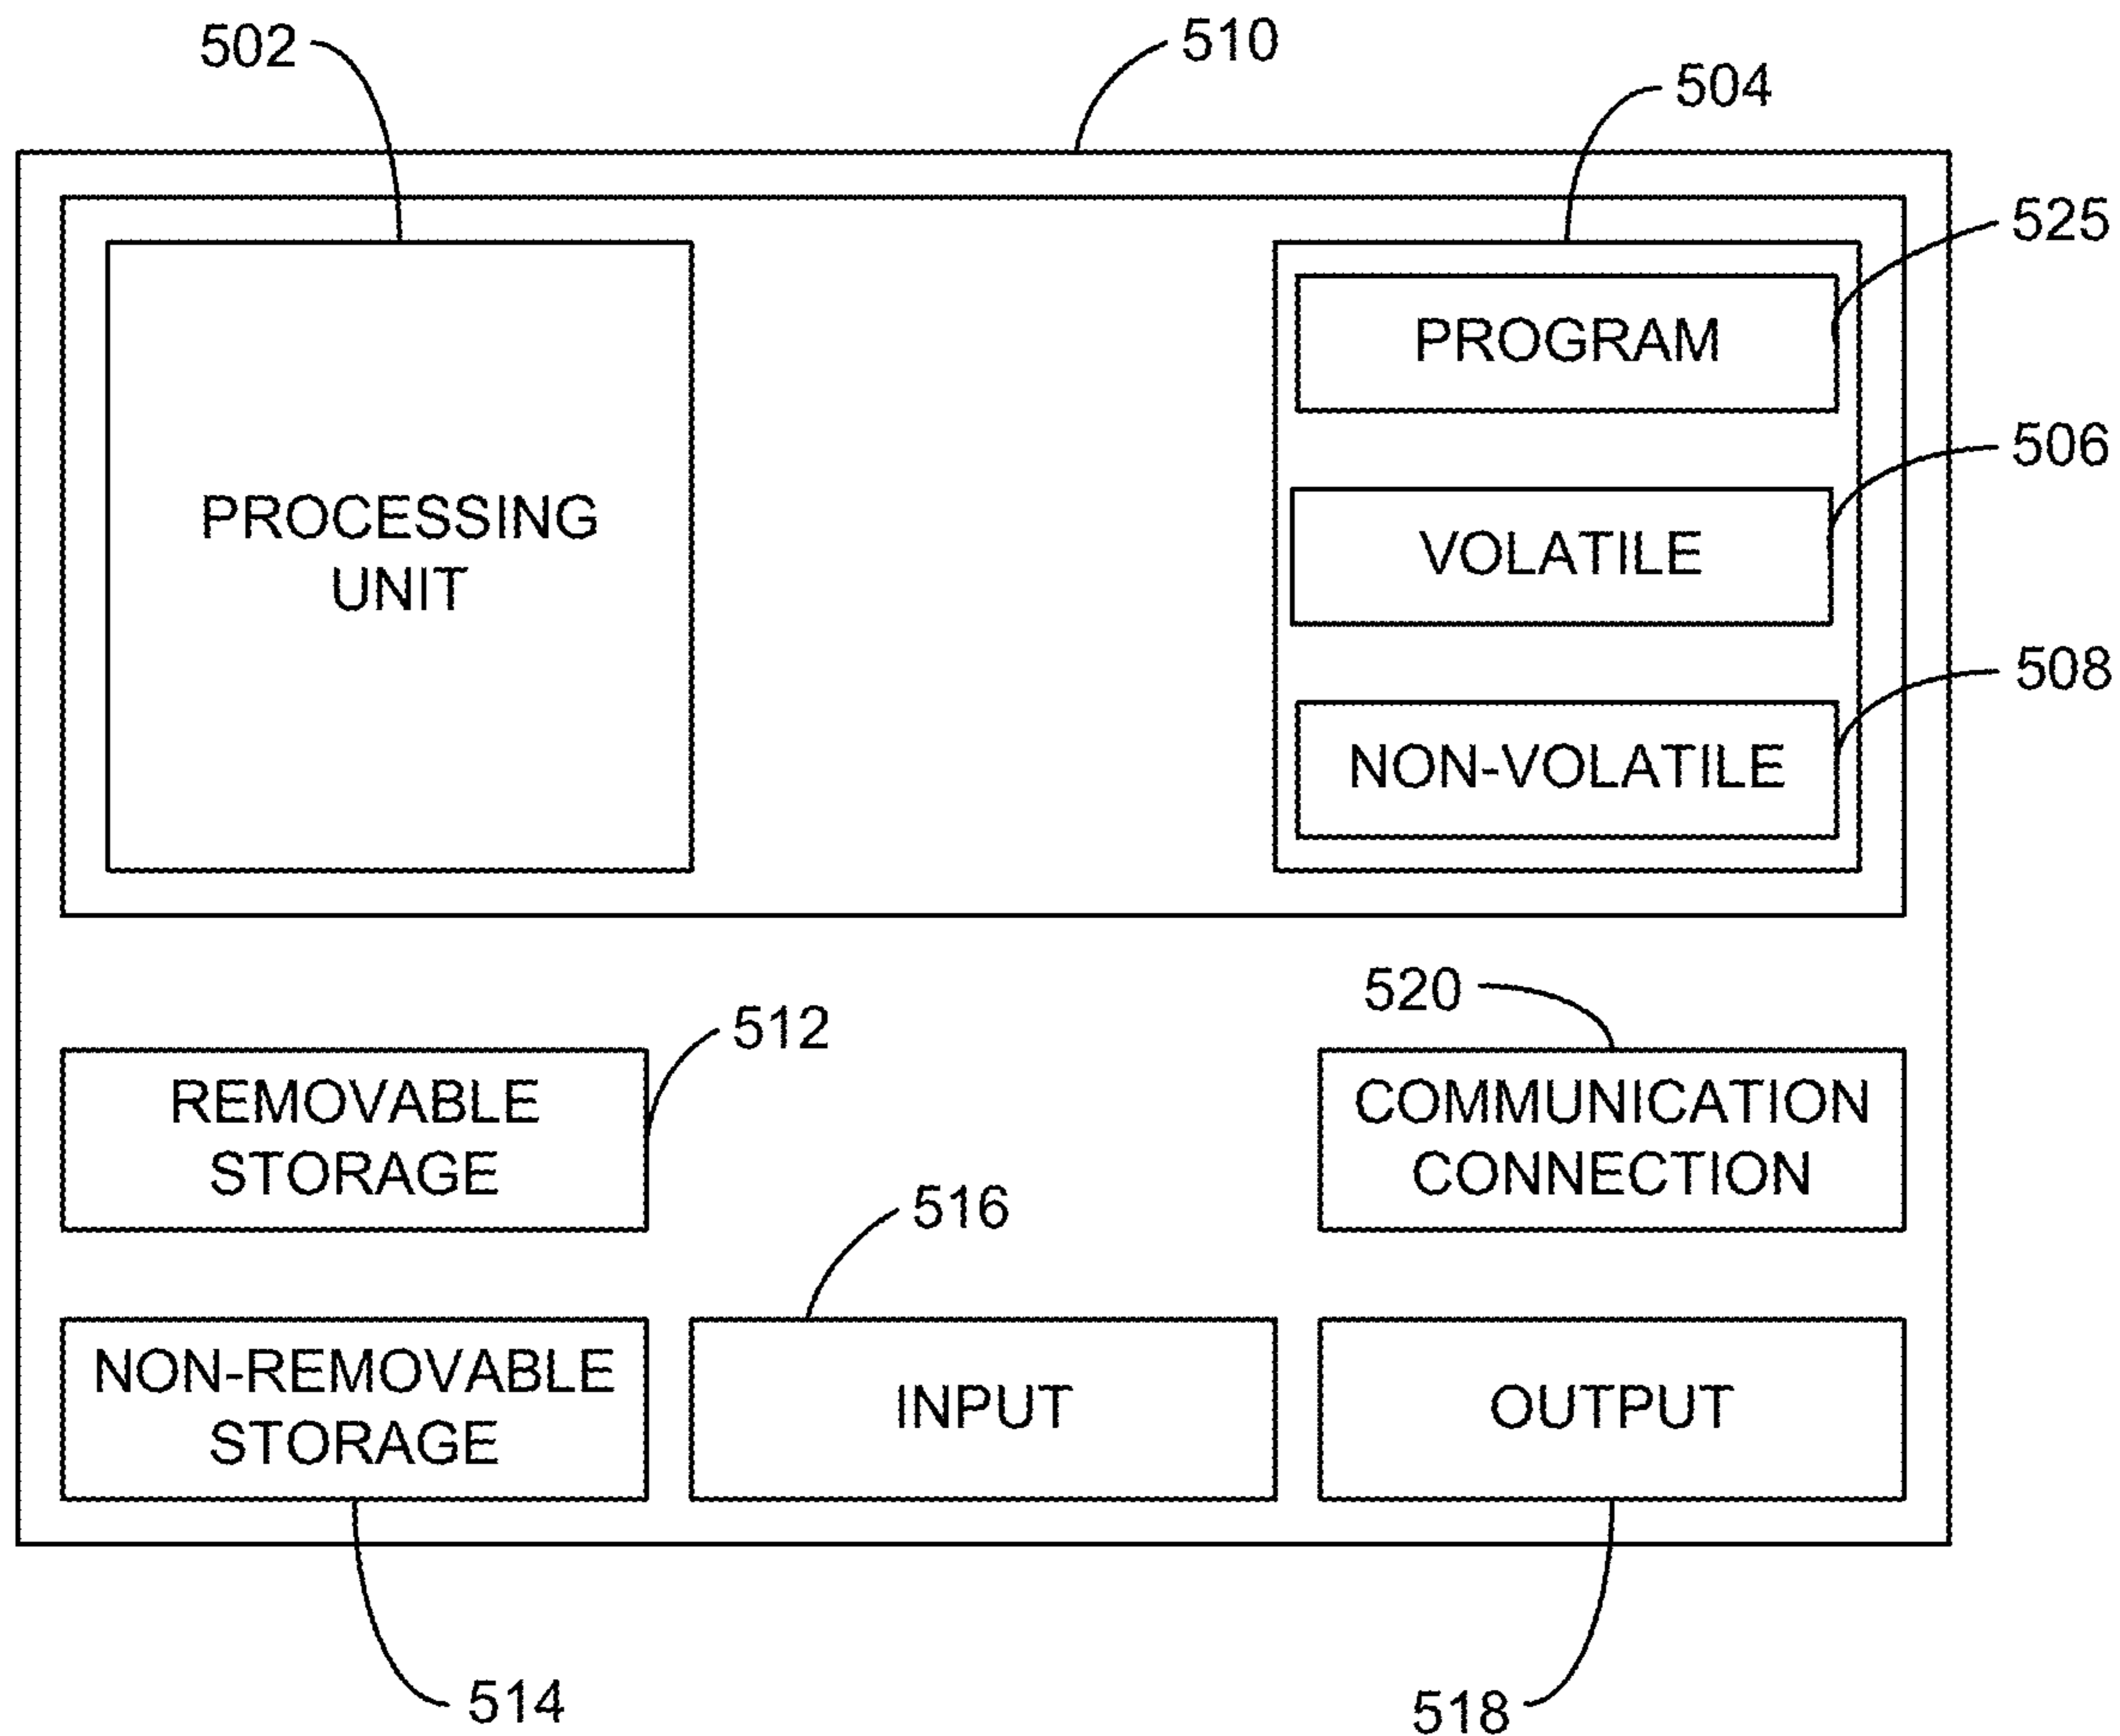 502
510
504
525
PROGRAM
506
PROCESSING
UNIT
VOLATILE
508
NON-VOLATILE
520
512
REMOVABLE
STORAGE
COMMUNICATION
CONNECTION
516
NON-REMOVABLE
STORAGE
INPUT
OUTPUT
514
518